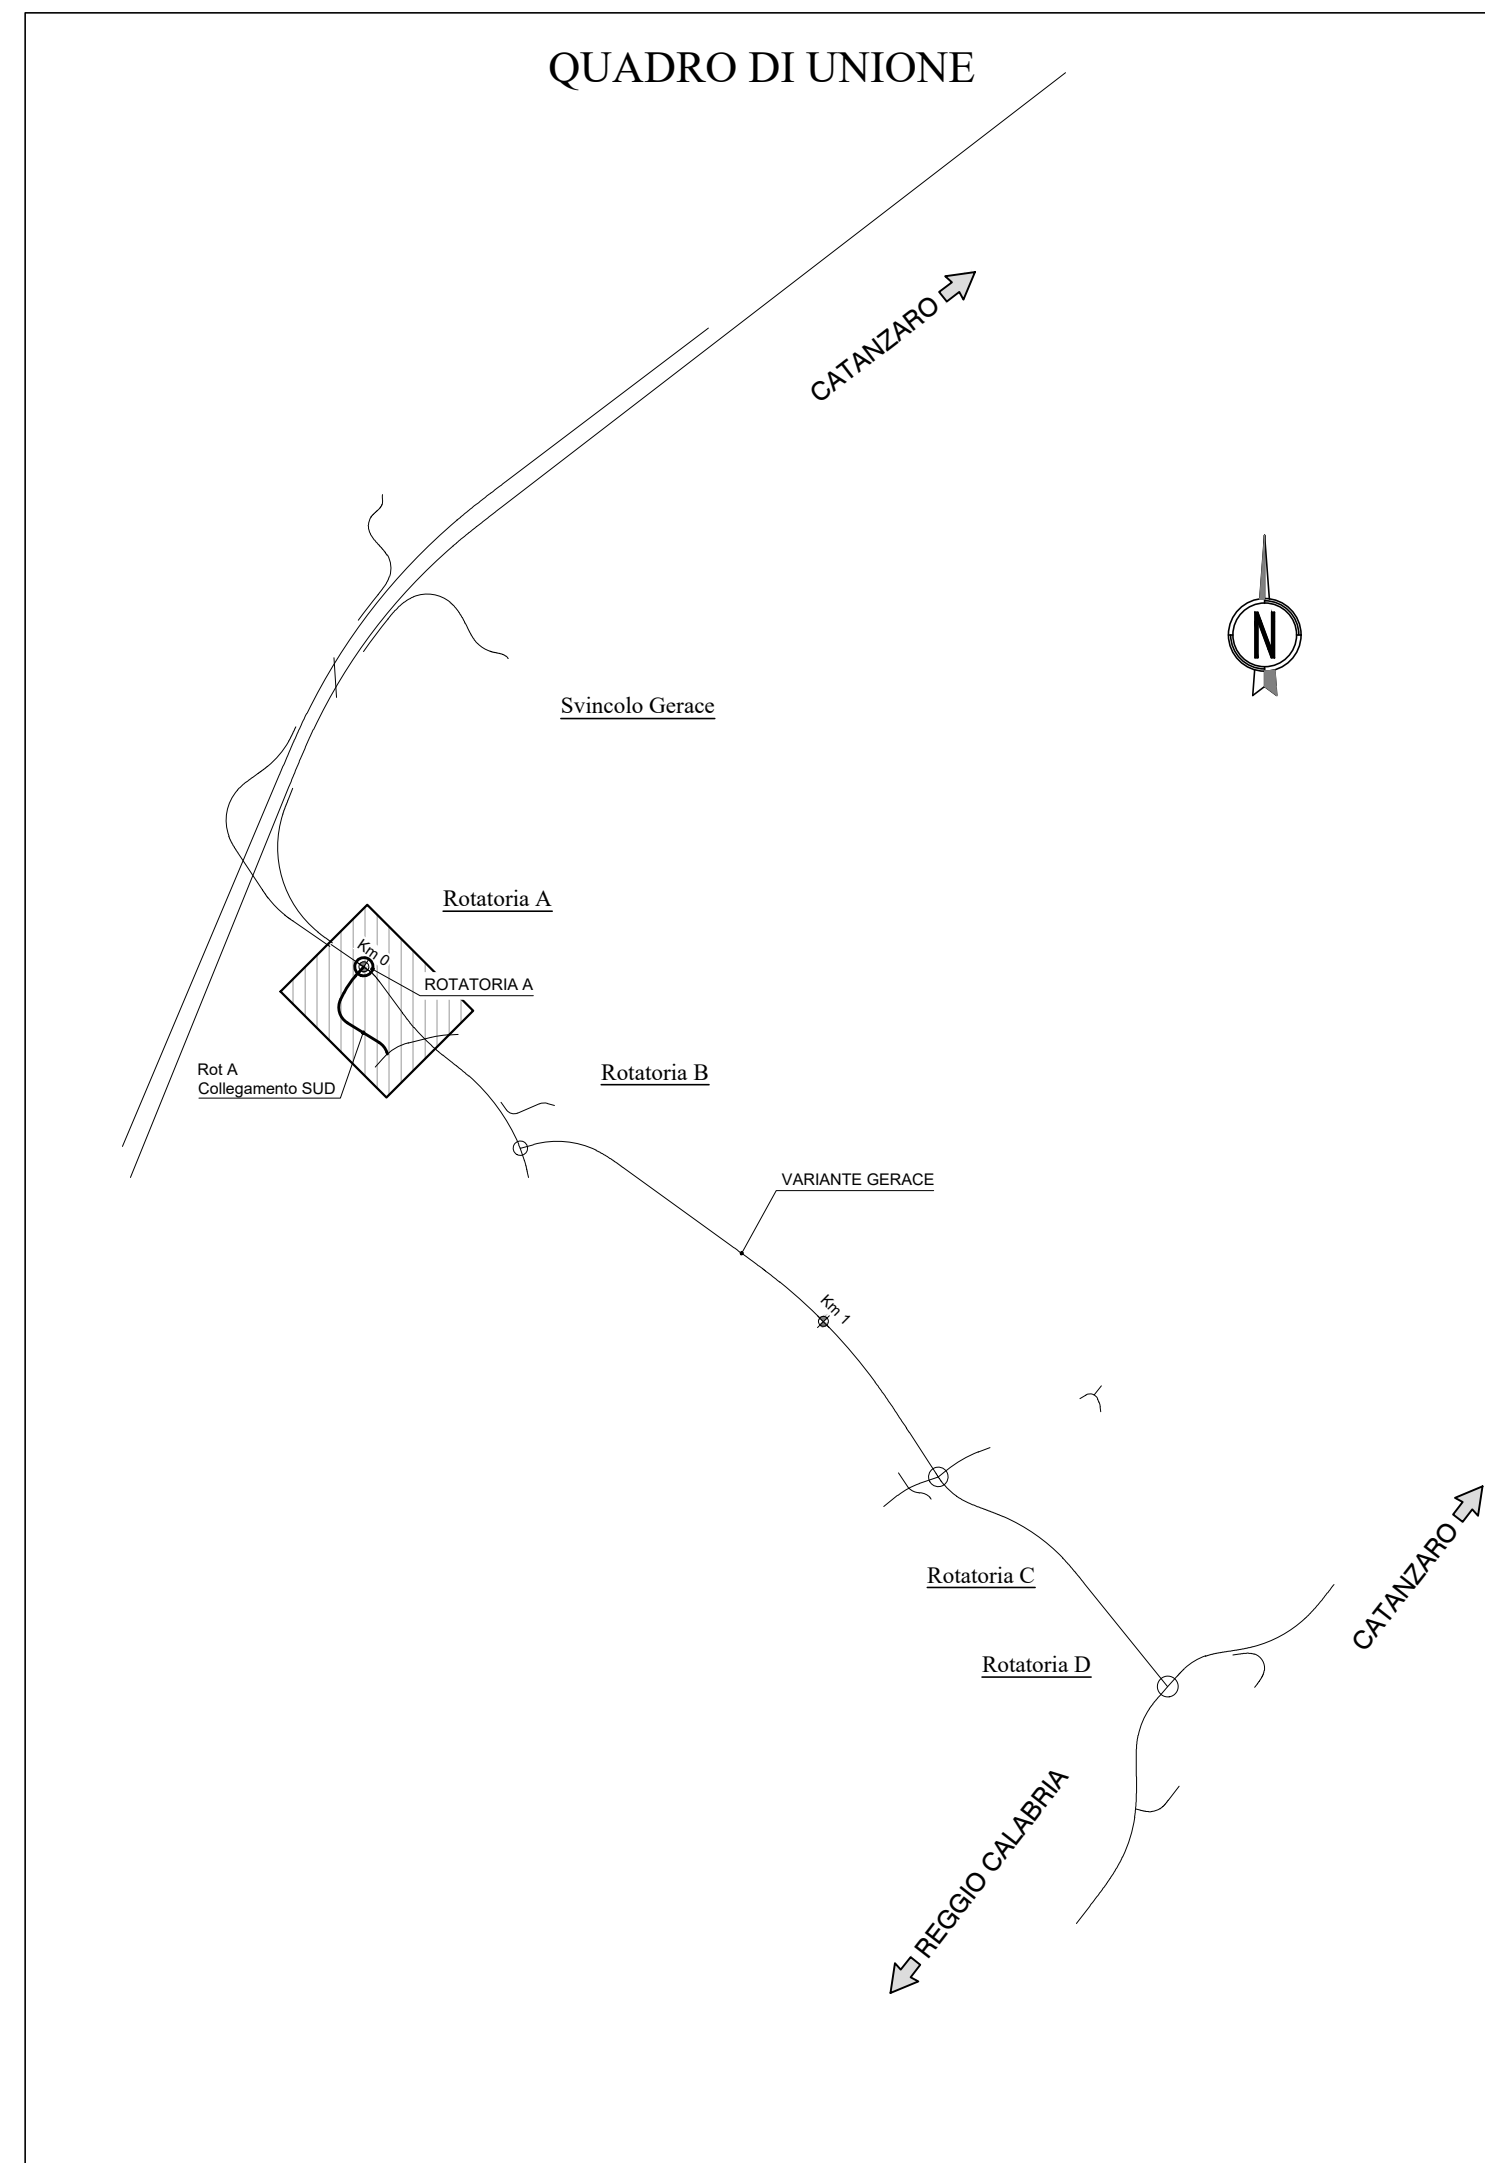 QUADRO DI UNIONE
CATANZARO
N
Svincolo Gerace
Rotatoria A
Km 0
ROTATORIA A
Rot A
Collegamento SUD
Rotatoria B
VARIANTE GERACE
Km 1
CATANZARO
Rotatoria C
Rotatoria D
REGGIO CALABRIA